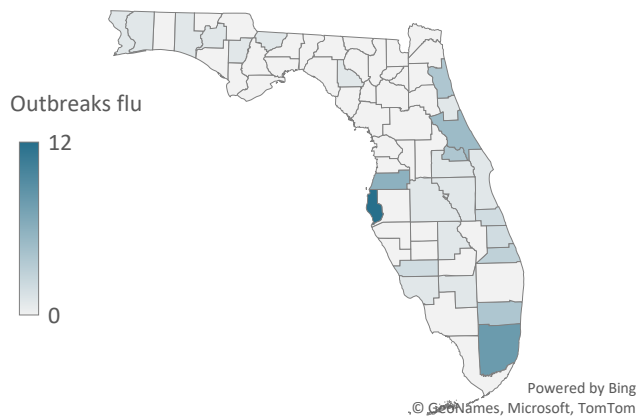 Outbreaks flu
12
0
Powered by Bing
© GeoNames, Microsoft, TomTom